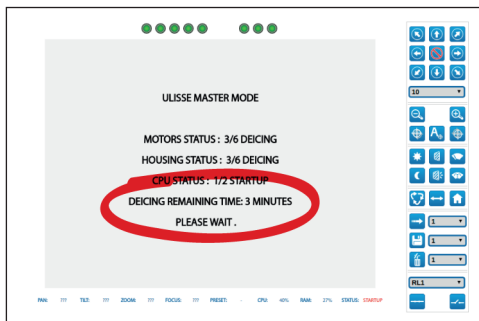 10
ULISSE MASTER MODE
MOTORS STATUS : 3/6 DEICING
HOUSING STATUS : 3/6 DEICING
CPU STATUS : 1/2 STARTUP
DEICING REMAINING TIME: 3 MINUTES
PLEASE WAIT .
A
1
1
1
RL1
PAN: ??? TILT: ??? ZOOM: ??? FOCUS: ??? PRESET: - CPU: 40% RAM: 27% STATUS: STARTUP